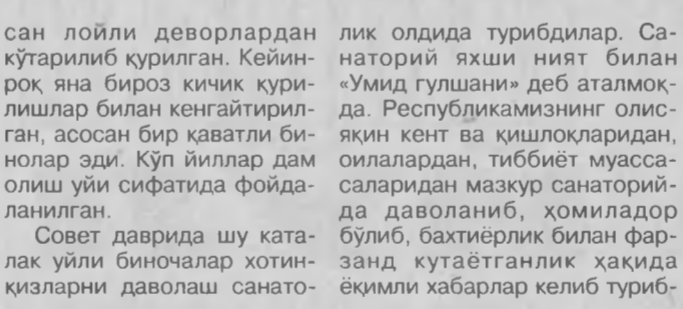 сан лойли деворлардан
кўтарилиб қурилган. Кейин-
роқ яна бироз кичик қури-
лишлар билан кенгайтирил-
ган, асосан бир қаватли би-
нолар эди. Кўп йиллар дам
олиш уйи сифатида фойда-
ланилган.
Совет даврида шу ката-
лак уйли биночалар хотин-
қизларни даволаш санато-
лик олдида турибдилар. Са-
наторий яхши ният билан
«Умид гулшани» деб аталмоқ-
да. Республикамизнинг олис-
яқин кент ва қишлоқларидан,
оилалардан, тиббиёт муасса-
саларидан мазкур санаторий-
да даволаниб, ҳомиладор
бўлиб, бахтиёрлик билан фар-
занд кутаётганлик ҳақида
ёқимли хабарлар келиб туриб-